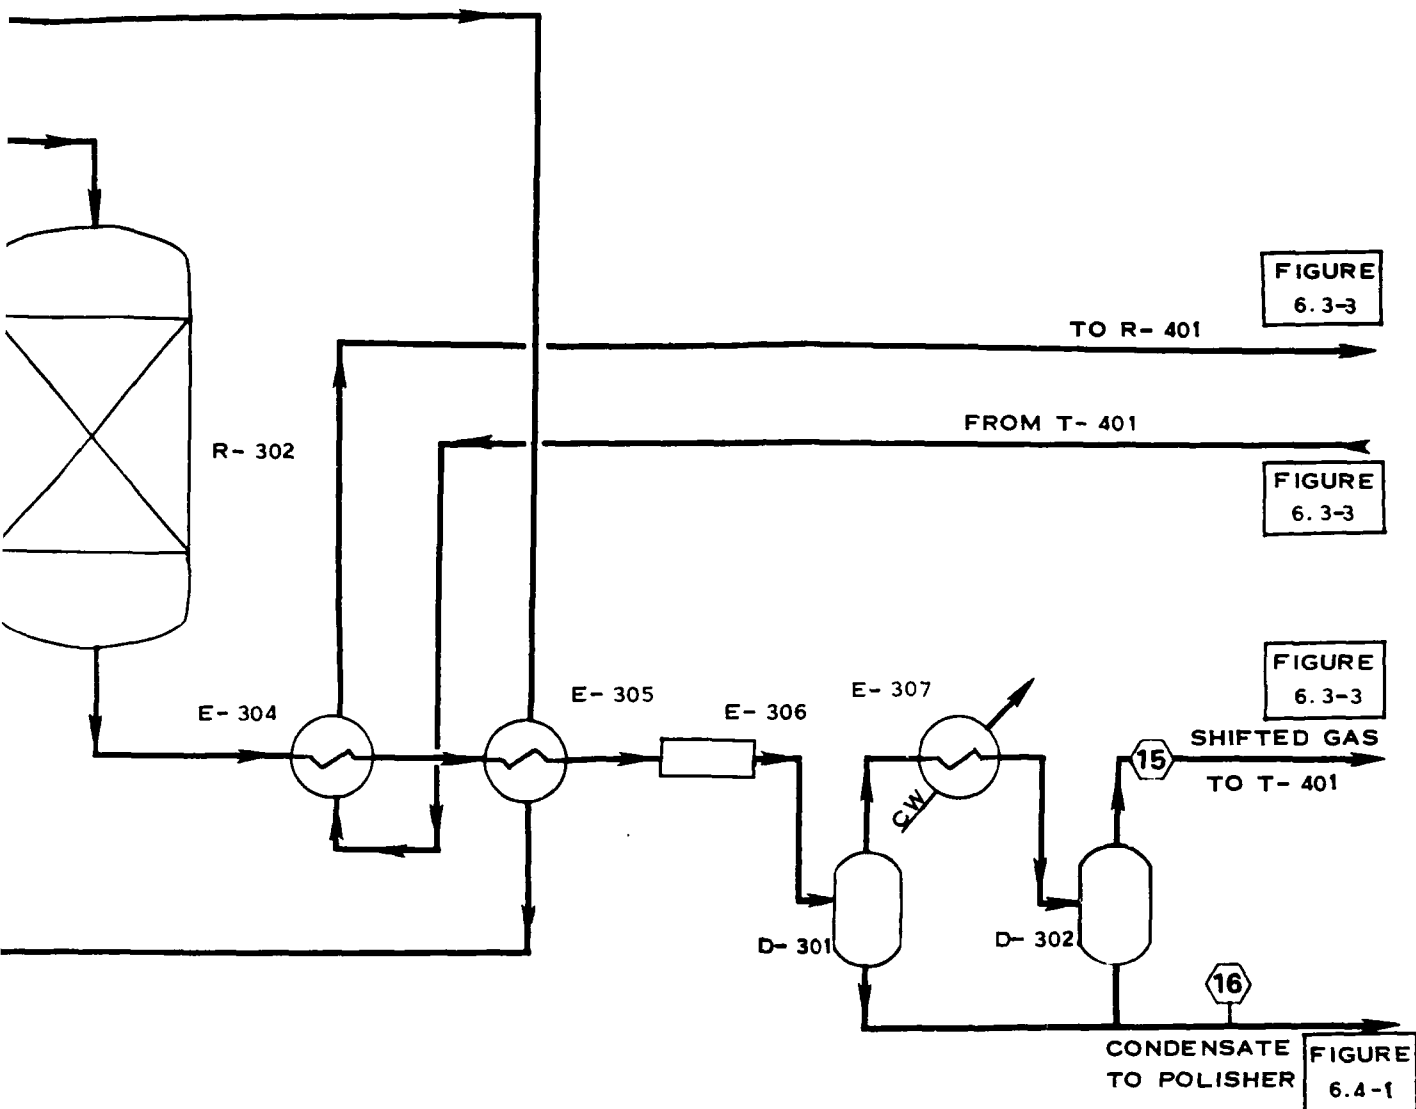 FIGURE
6.3-3
TO R-401
FROM T-401
R-302
FIGURE
6.3-3
FIGURE
6.3-3
E-304
E-305
E-306
E-307
15
SHIFTED GAS
TO T-401
CW
D-301
D-302
16
CONDENSATE
TO POLISHER
FIGURE
6.4-1